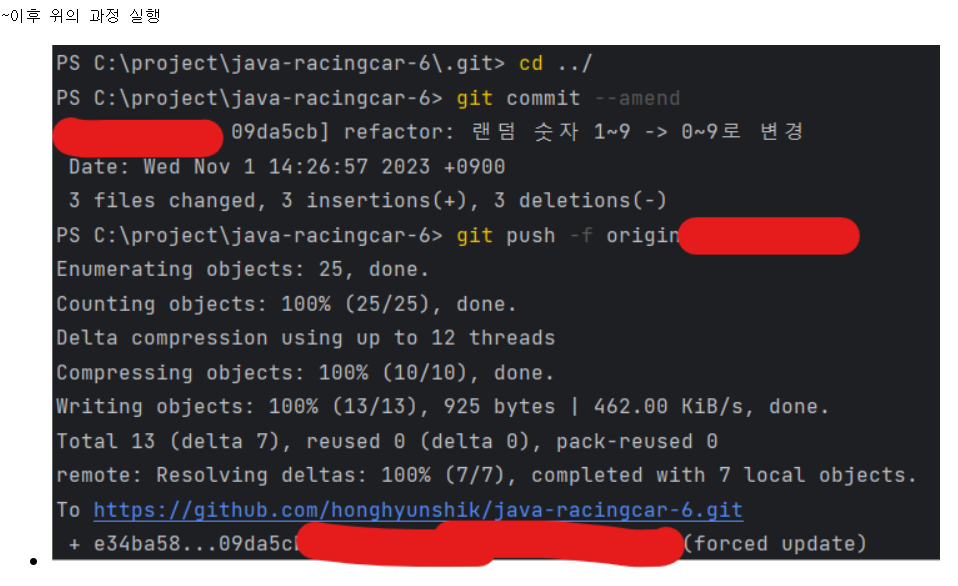 ~이후 위의 과정 실행
PS C:\project\java-racingcar-6\.git> cd ../
PS C:\project\java-racingcar-6> git commit --amend
09da5cb] refactor: 랜덤 숫자 1~9 -> 0~9로 변경
Date: Wed Nov 1 14:26:57 2023 +0900
3 files changed, 3 insertions(+), 3 deletions(-)
PS C:\project\java-racingcar-6> git push -f origin
Enumerating objects: 25, done.
Counting objects: 100% (25/25), done.
Delta compression using up to 12 threads
Compressing objects: 100% (10/10), done.
Writing objects: 100% (13/13), 925 bytes | 462.00 KiB/s, done.
Total 13 (delta 7), reused 0 (delta 0), pack-reused 0
remote: Resolving deltas: 100% (7/7), completed with 7 local objects.
To https://github.com/honghyunshik/java-racingcar-6.git
+ e34ba58...09da5cb (forced update)